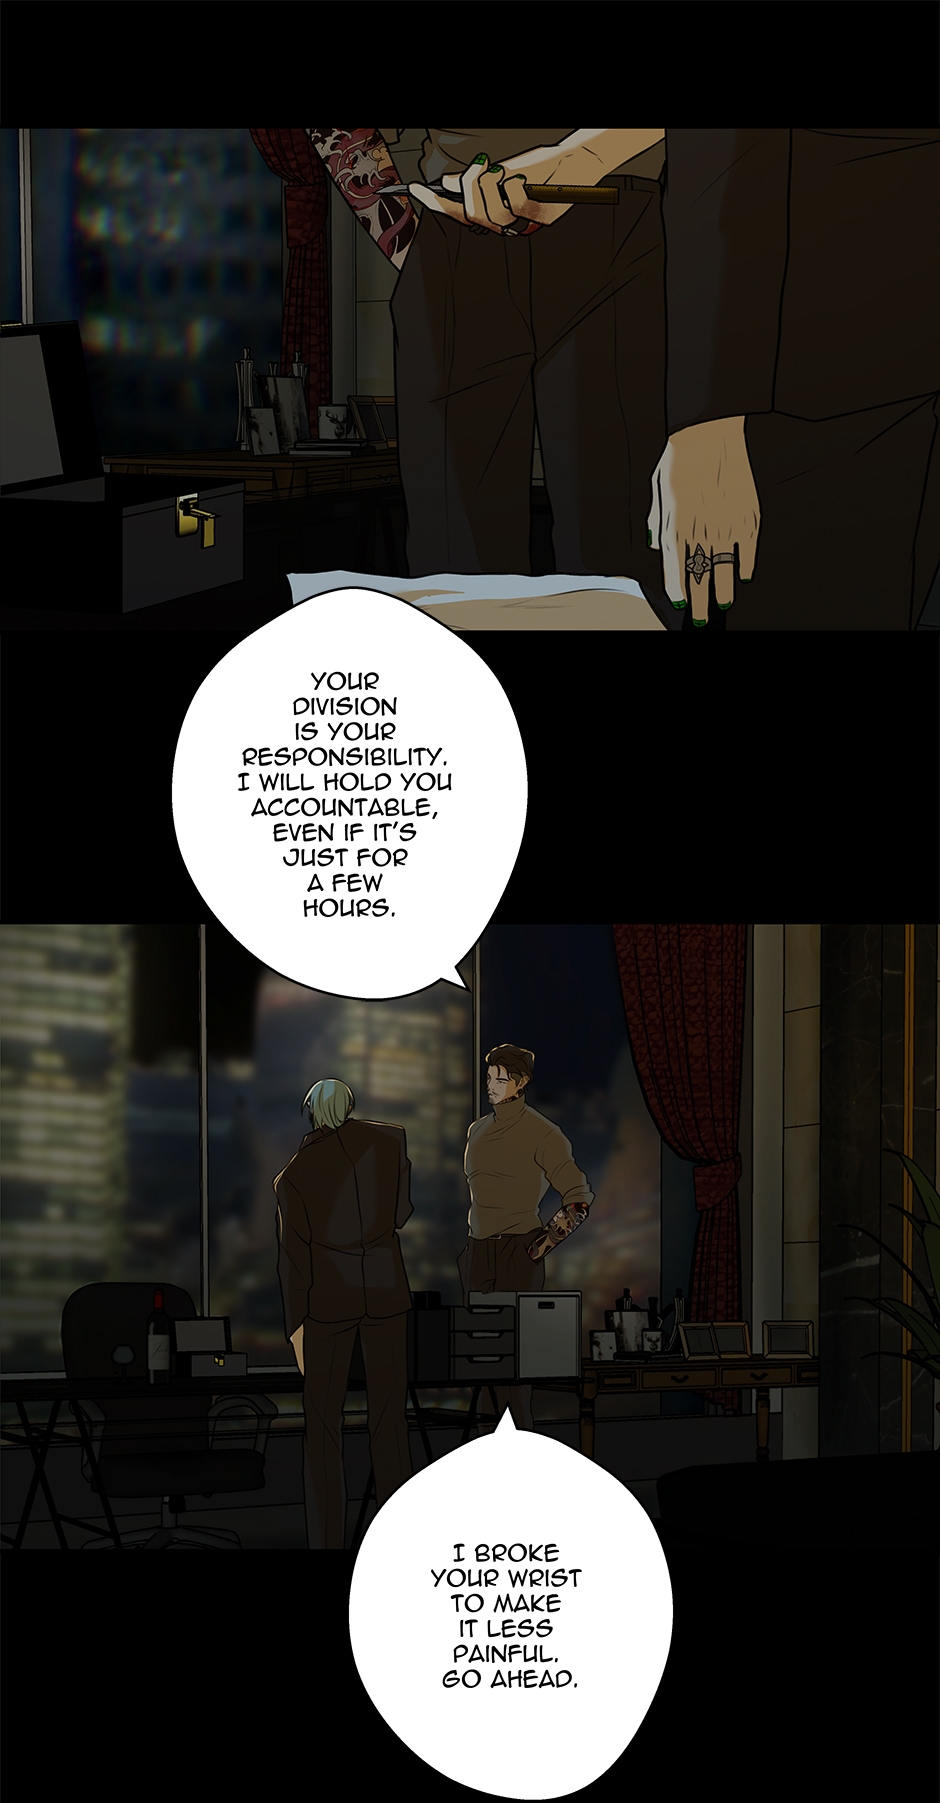 YOUR
DIVISION
IS YOUR
RESPONSIBILITY.
I WILL HOLD YOU
ACCOUNTABLE,
EVEN IF IT'S
JUST FOR
A FEW
HOURS.
I BROKE
YOUR WRIST
TO MAKE
IT LESS
PAINFUL.
GO AHEAD.